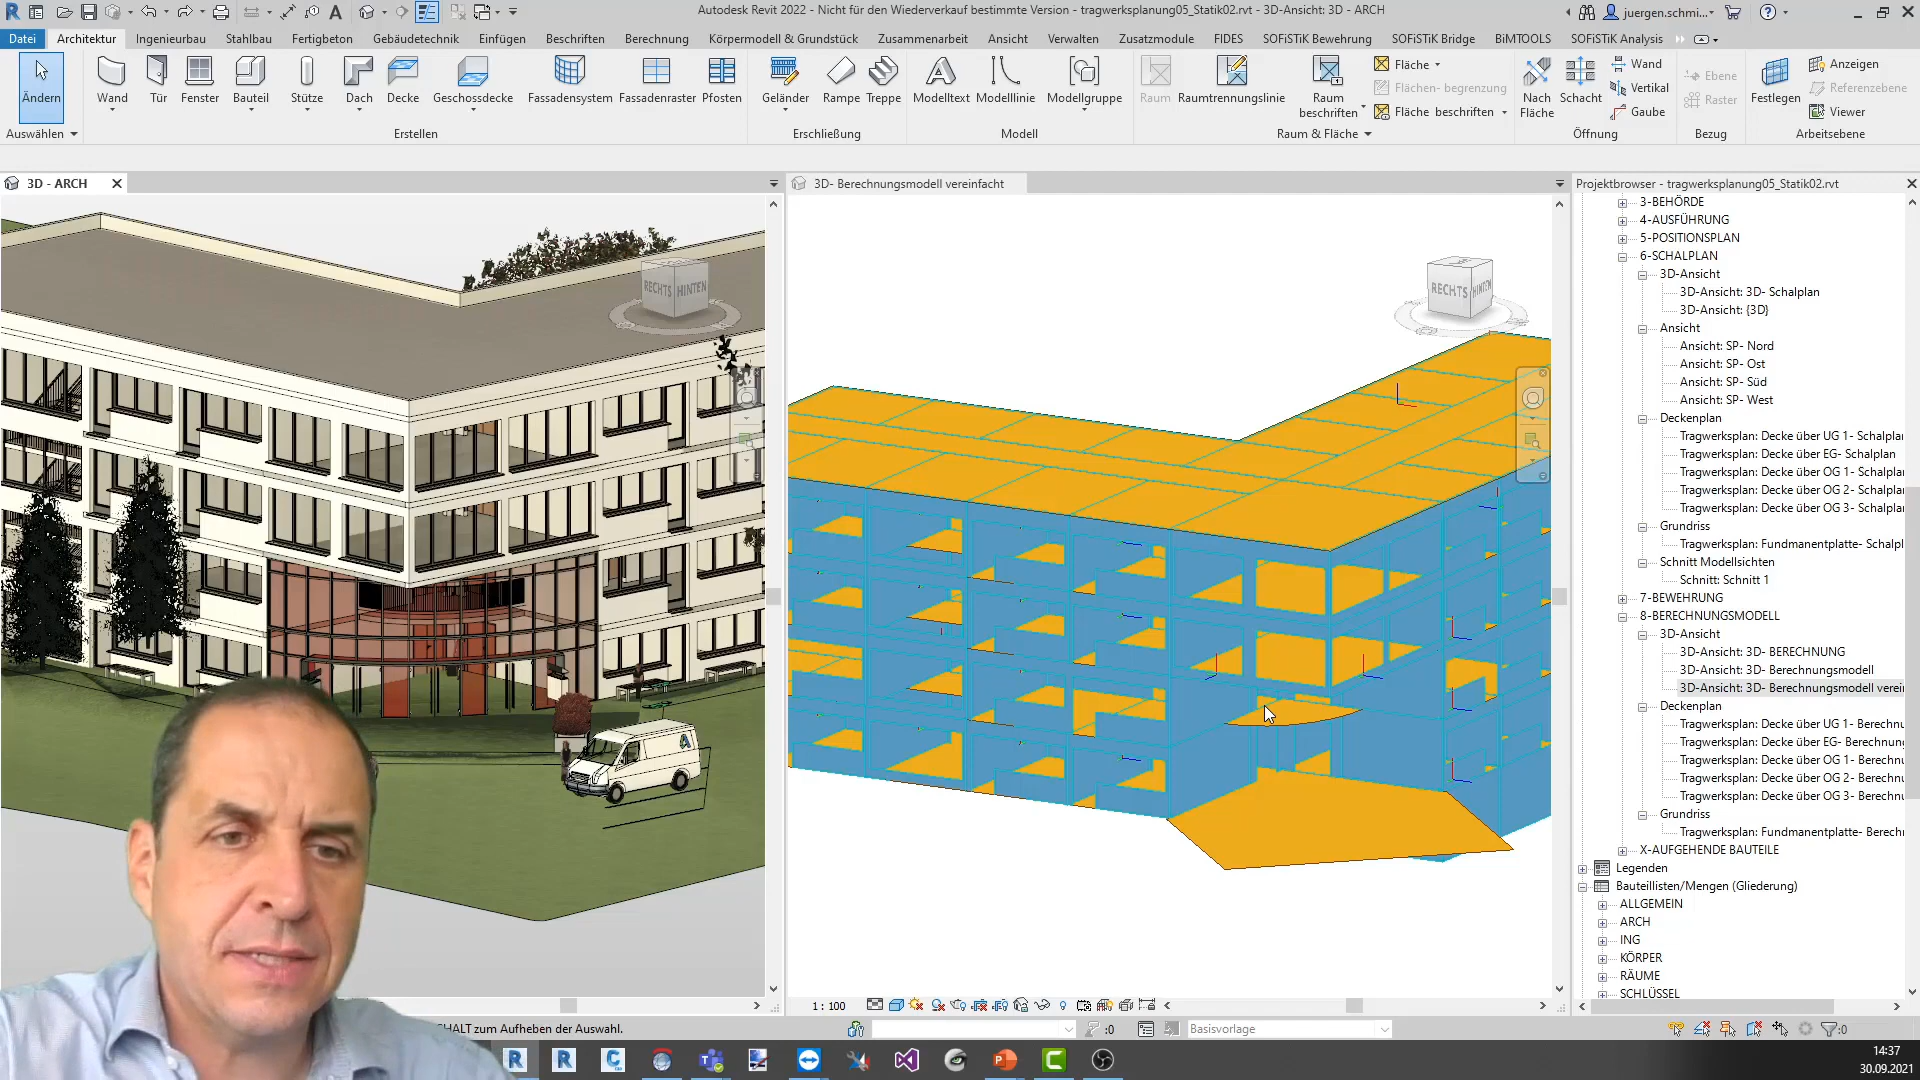 Autodesk Revit 2022 - Nicht für den Wiederverkauf bestimmte Version - tragwerksplanung05_Statik02.rvt - 3D-Ansicht: 3D - ARCH
juergen.schmi...
Datei Architektur Ingenieurbau Stahlbau Fertigbeton Gebäudetechnik Einfügen Beschriften Berechnung Körpermodell & Grundstück Zusammenarbeit Ansicht Verwalten Zusatzmodule FIDES SOFiSTiK Bewehrung SOFiSTiK Bridge BiMTOOLS SOFiSTiK Analysis
Ändern
Wand Tür Fenster Bauteil Stütze Dach Decke Geschossdecke Fassadensystem Fassadenraster Pfosten
Geländer Rampe Treppe
Modelltext Modelllinie Modellgruppe
Raum Raumtrennungslinie Raum beschriften
Fläche
Flächen- begrenzung
Fläche beschriften
Nach Fläche
Schacht
Wand
Vertikal
Gaube
Ebene
Raster
Festlegen
Anzeigen
Referenzebene
Viewer
Auswählen Erstellen Erschließung Modell Raum & Fläche Öffnung Bezug Arbeitsebene
3D - ARCH
3D- Berechnungsmodell vereinfacht
Projektbrowser - tragwerksplanung05_Statik02.rvt
RECHTS HINTEN
RECHTS HINTEN
3-BEHÖRDE
4-AUSFÜHRUNG
5-POSITIONSPLAN
6-SCHALPLAN
3D-Ansicht
3D-Ansicht: 3D- Schalplan
3D-Ansicht: {3D}
Ansicht
Ansicht: SP- Nord
Ansicht: SP- Ost
Ansicht: SP- Süd
Ansicht: SP- West
Deckenplan
Tragwerksplan: Decke über UG 1- Schalplan
Tragwerksplan: Decke über EG- Schalplan
Tragwerksplan: Decke über OG 1- Schalplan
Tragwerksplan: Decke über OG 2- Schalplan
Tragwerksplan: Decke über OG 3- Schalplan
Grundriss
Tragwerksplan: Fundmanentplatte- Schalpl
Schnitt Modellsichten
Schnitt: Schnitt 1
7-BEWEHRUNG
8-BERECHNUNGSMODELL
3D-Ansicht
3D-Ansicht: 3D- BERECHNUNG
3D-Ansicht: 3D- Berechnungsmodell
3D-Ansicht: 3D- Berechnungsmodell verein
Deckenplan
Tragwerksplan: Decke über UG 1- Berechnu
Tragwerksplan: Decke über EG- Berechnung
Tragwerksplan: Decke über OG 1- Berechnu
Tragwerksplan: Decke über OG 2- Berechnu
Tragwerksplan: Decke über OG 3- Berechnu
Grundriss
Tragwerksplan: Fundmanentplatte- Berechn
X-AUFGEHENDE BAUTEILE
Legenden
Bauteillisten/Mengen (Gliederung)
ALLGEMEIN
ARCH
ING
KÖRPER
RÄUME
SCHLÜSSEL
1 : 100
HALT zum Aufheben der Auswahl.
:0
Basisvorlage
:0
14:37
30.09.2021